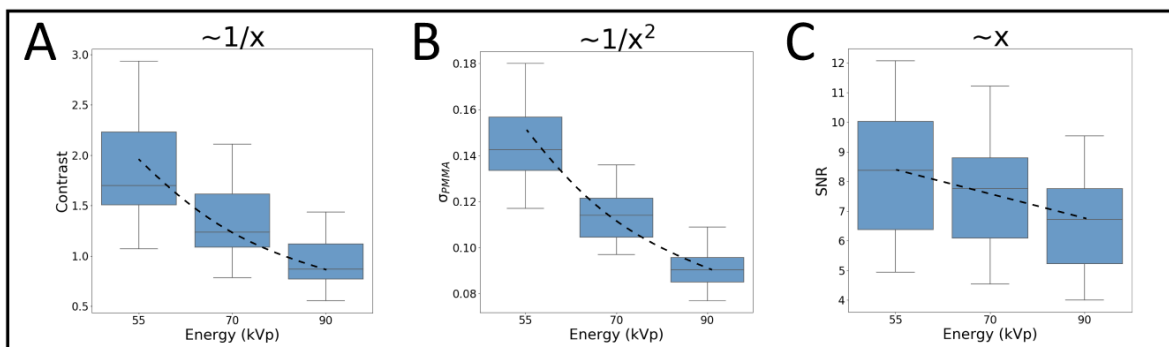 A
~1/x
3.0
2.5
2.0
1.5
1.0
0.5
Contrast
55
70
90
Energy (kVp)
B
~1/x²
0.18
0.16
0.14
0.12
0.10
0.08
σPMMA
55
70
90
Energy (kVp)
C
~x
12
11
10
9
8
7
6
5
4
SNR
55
70
90
Energy (kVp)